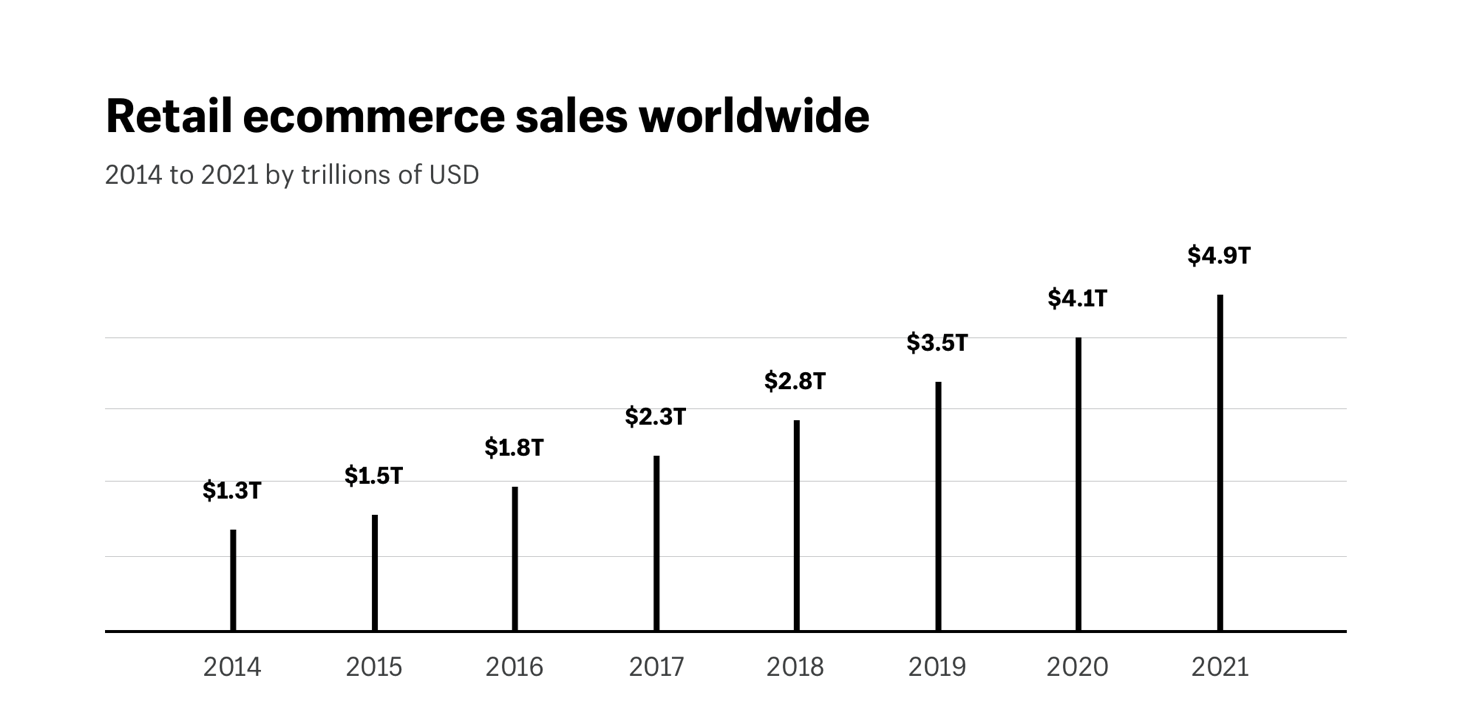 Retail ecommerce sales worldwide
2014 to 2021 by trillions of USD
$1.3T
$1.5T
$1.8T
$2.3T
$2.8T
$3.5T
$4.1T
$4.9T
2014 2015 2016 2017 2018 2019 2020 2021